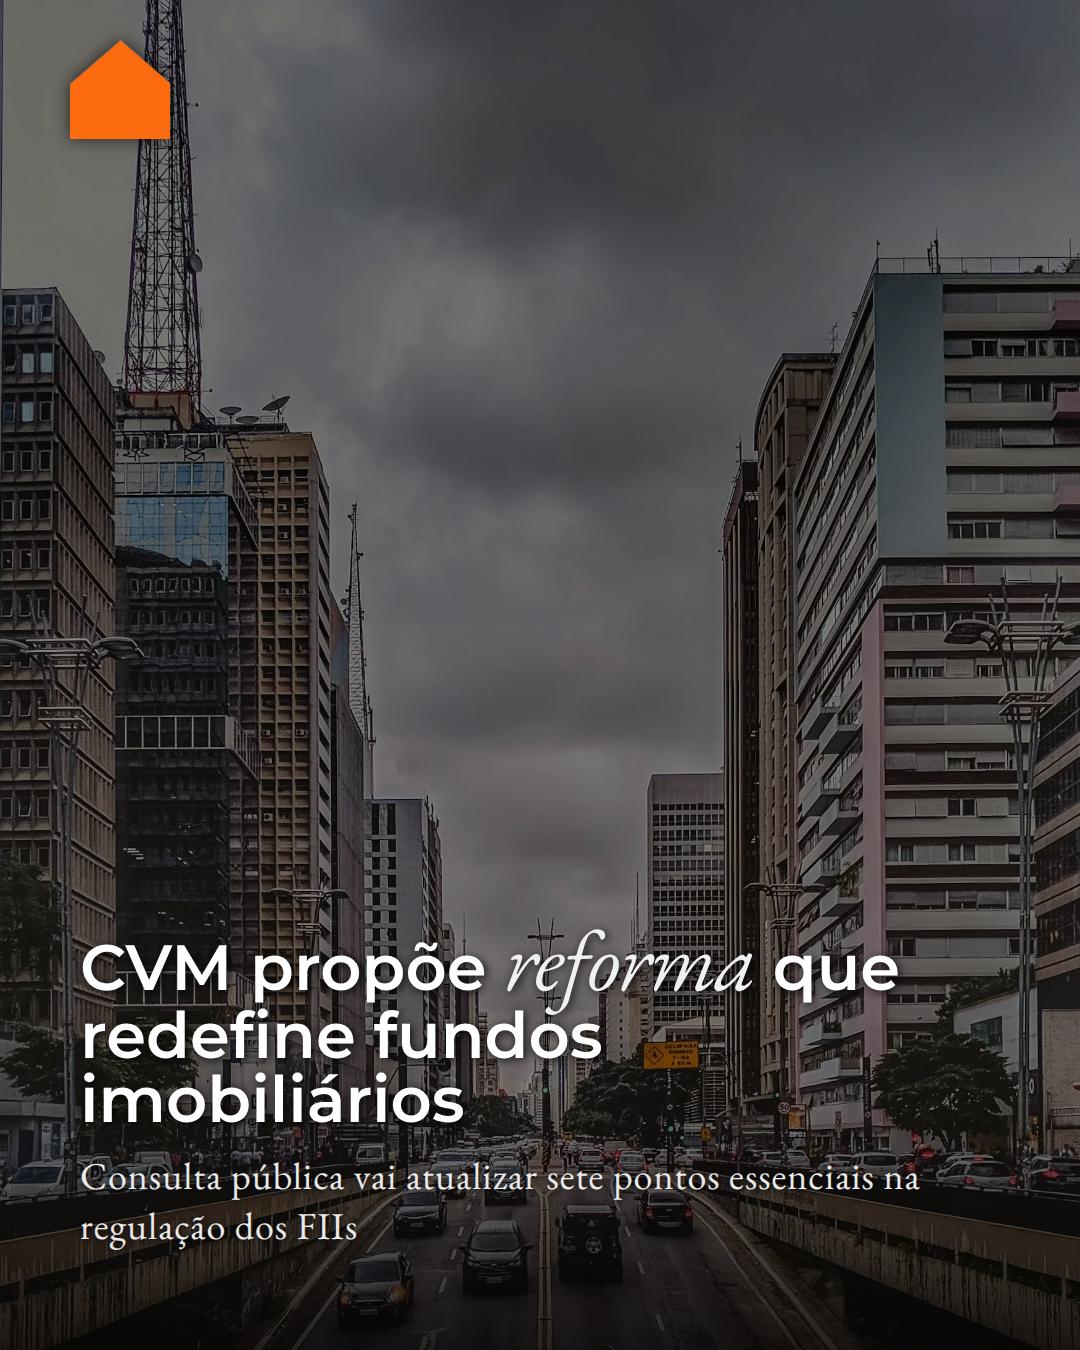 CVM propõe reforma que
redefine fundos
imobiliários
Consulta pública vai atualizar sete pontos essenciais na
regulação dos FIIs